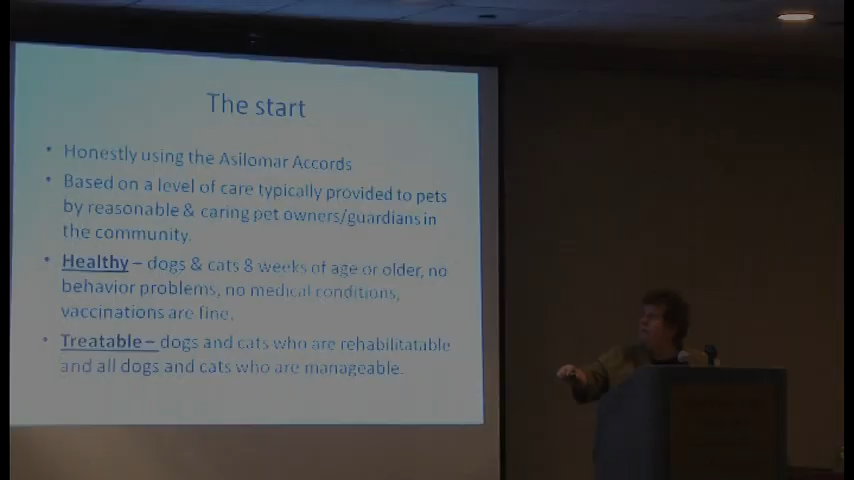 The start
• Honestly using the Asilomar Accords
• Based on a level of care typically provided to pets
by reasonable & caring pet owners/guardians in
the community.
• Healthy – dogs & cats 8 weeks of age or older, no
behavior problems, no medical conditions,
vaccinations are fine.
• Treatable – dogs and cats who are rehabilitatable
and all dogs and cats who are manageable.